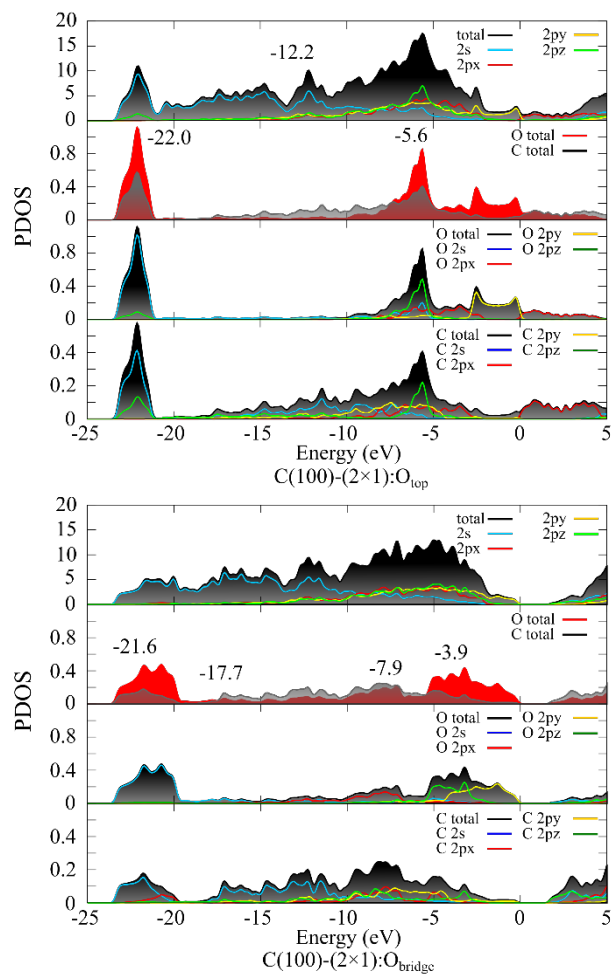 total 2py
2s 2pz
2px
-12.2
20
15
10
5
0
O total
C total
-22.0 -5.6
0.8
0.4
0
PDOS
O total O 2py
O 2s O 2pz
O 2px
0.8
0.4
0
C total C 2py
C 2s C 2pz
C 2px
0.4
0.2
0
-25 -20 -15 -10 -5 0 5
Energy (eV)
C(100)-(2×1):Otop
total 2py
2s 2pz
2px
20
15
10
5
0
O total
C total
-21.6 -17.7 -7.9 -3.9
0.8
0.4
0
PDOS
O total O 2py
O 2s O 2pz
O 2px
0.8
0.4
0
C total C 2py
C 2s C 2pz
C 2px
0.4
0.2
0
-25 -20 -15 -10 -5 0 5
Energy (eV)
C(100)-(2×1):Obridge